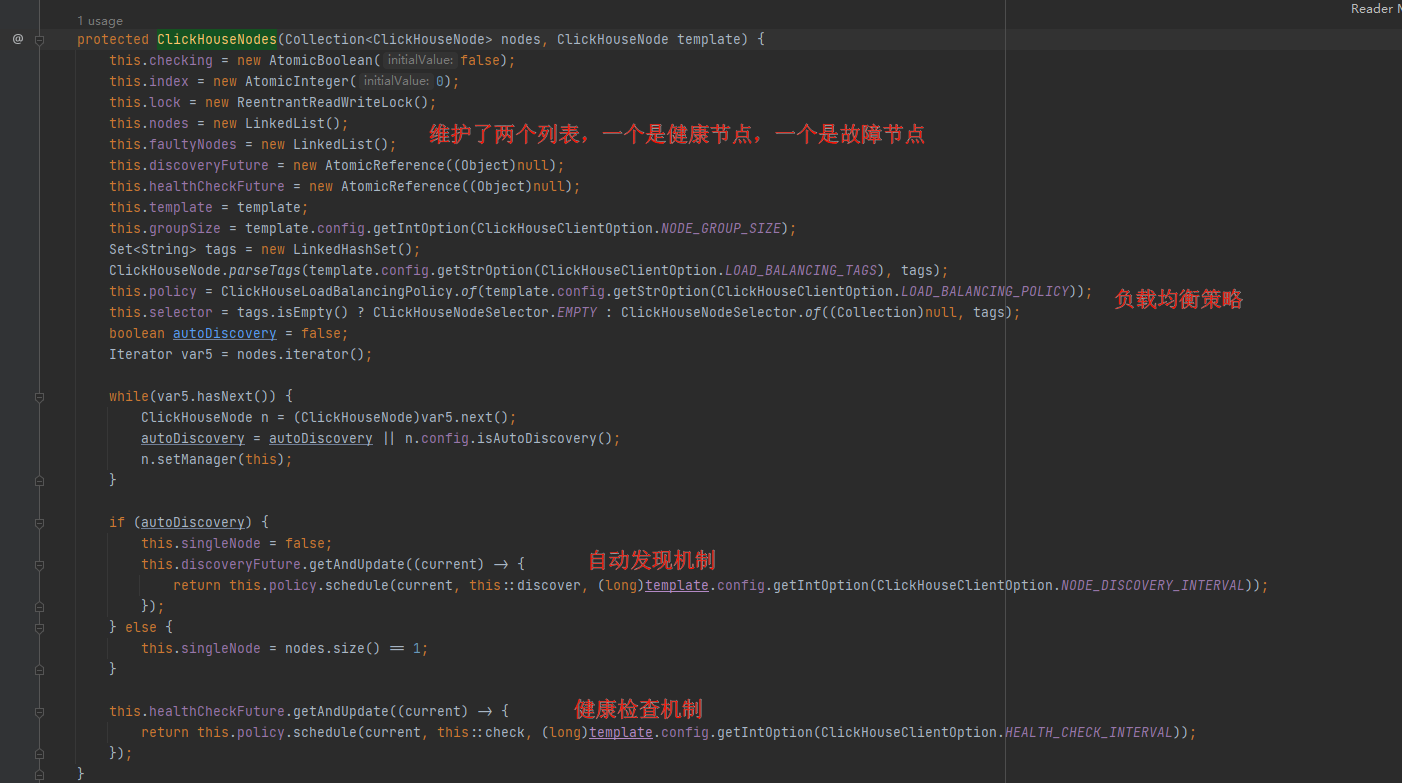 Reader M
1 usage
@
protected ClickHouseNodes(Collection<ClickHouseNode> nodes, ClickHouseNode template) {
this.checking = new AtomicBoolean( initialValue: false);
this.index = new AtomicInteger( initialValue: 0);
this.lock = new ReentrantReadWriteLock();
this.nodes = new LinkedList();
维护了两个列表，一个是健康节点，一个是故障节点
this.faultyNodes = new LinkedList();
this.discoveryFuture = new AtomicReference((Object)null);
this.healthCheckFuture = new AtomicReference((Object)null);
this.template = template;
this.groupSize = template.config.getIntOption(ClickHouseClientOption.NODE_GROUP_SIZE);
Set<String> tags = new LinkedHashSet();
ClickHouseNode.parseTags(template.config.getStrOption(ClickHouseClientOption.LOAD_BALANCING_TAGS), tags);
this.policy = ClickHouseLoadBalancingPolicy.of(template.config.getStrOption(ClickHouseClientOption.LOAD_BALANCING_POLICY));
负载均衡策略
this.selector = tags.isEmpty() ? ClickHouseNodeSelector.EMPTY : ClickHouseNodeSelector.of((Collection)null, tags);
boolean autoDiscovery = false;
Iterator var5 = nodes.iterator();
while(var5.hasNext()) {
ClickHouseNode n = (ClickHouseNode)var5.next();
autoDiscovery = autoDiscovery || n.config.isAutoDiscovery();
n.setManager(this);
}
if (autoDiscovery) {
this.singleNode = false;
this.discoveryFuture.getAndUpdate((current) -> {
自动发现机制
return this.policy.schedule(current, this::discover, (long)template.config.getIntOption(ClickHouseClientOption.NODE_DISCOVERY_INTERVAL));
});
} else {
this.singleNode = nodes.size() == 1;
}
this.healthCheckFuture.getAndUpdate((current) -> {
健康检查机制
return this.policy.schedule(current, this::check, (long)template.config.getIntOption(ClickHouseClientOption.HEALTH_CHECK_INTERVAL));
});
}